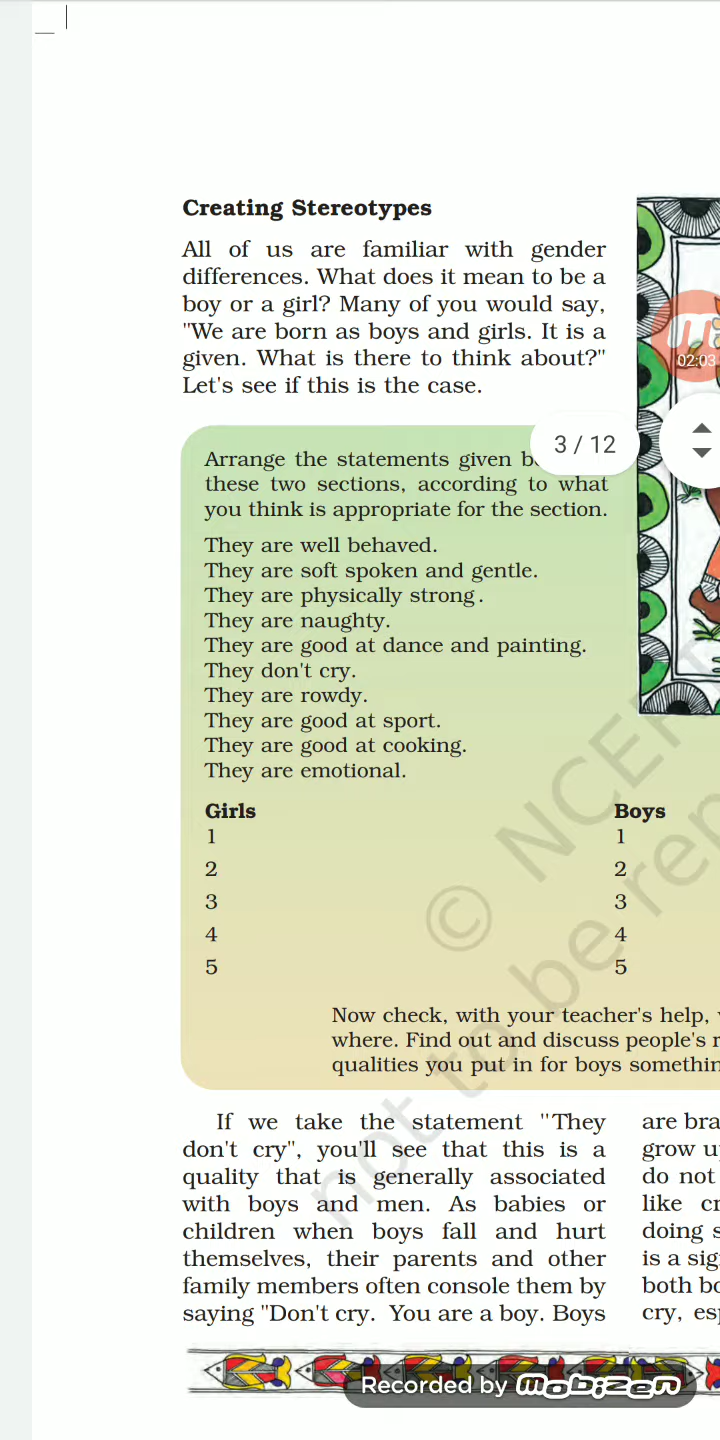 Creating Stereotypes
All of us are familiar with gender
differences. What does it mean to be a
boy or a girl? Many of you would say,
"We are born as boys and girls. It is a
given. What is there to think about?"
Let's see if this is the case.
02:03
3 / 12
Arrange the statements given
these two sections, according to what
you think is appropriate for the section.
They are well behaved.
They are soft spoken and gentle.
They are physically strong.
They are naughty.
They are good at dance and painting.
They don't cry.
They are rowdy.
They are good at sport.
They are good at cooking.
They are emotional.
Girls
1
2
3
4
5
Boys
1
2
3
4
5
© NCERT
not to be
Now check, with your teacher's help,
where. Find out and discuss people's
qualities you put in for boys
If we take the statement "They
don't cry", you'll see that this is a
quality that is generally associated
with boys and men. As babies or
children when boys fall and hurt
themselves, their parents and other
family members often console them by
saying "Don't cry. You are a boy. Boys
are
grow
do not
like
doing
is a
both
cry,
Recorded by mobizen